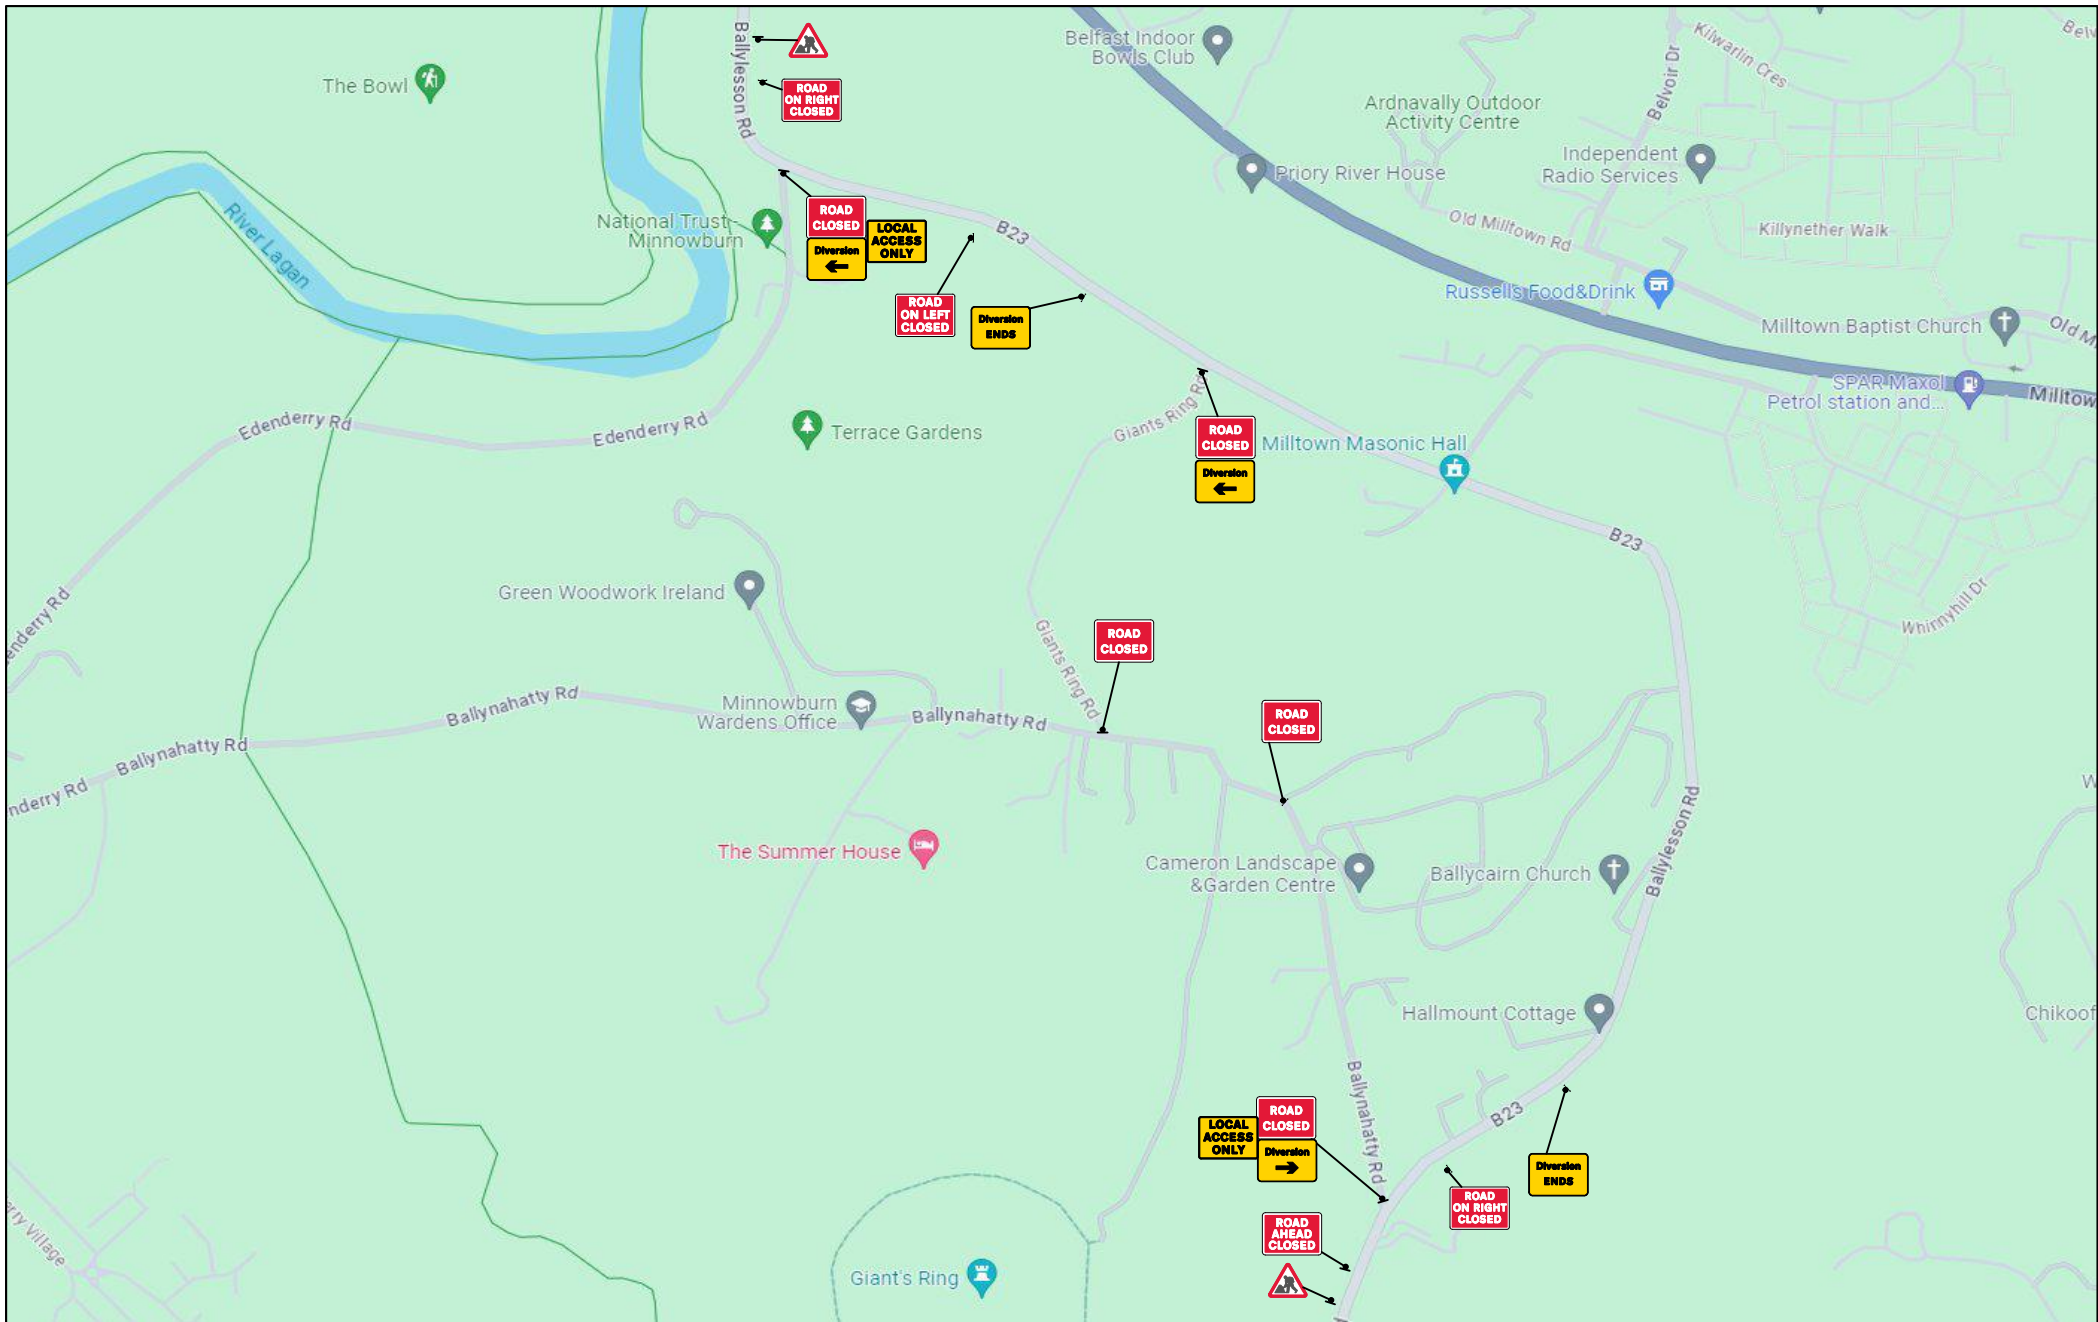 Ballylesson Rd
ROAD
ON RIGHT
CLOSED
The Bowl
Belfast Indoor
Bowls Club
Belvoir Dr
Kilwarlin Cres
Belv
Ardnavally Outdoor
Activity Centre
Independent
Radio Services
Priory River House
Old Milltown Rd
Killynether Walk
River Lagan
National Trust -
Minnowburn
ROAD
CLOSED
Diversion
LOCAL
ACCESS
ONLY
B23
ROAD
ON LEFT
CLOSED
Diversion
ENDS
Russells Food&Drink
Milltown Baptist Church
Old M
SPAR Maxol
Petrol station and...
Milltow
Giants Ring Rd
ROAD
CLOSED
Diversion
Milltown Masonic Hall
Edenderry Rd
Edenderry Rd
Terrace Gardens
B23
Green Woodwork Ireland
enderry Rd
Whinnyhill Dr
Giants Ring Rd
ROAD
CLOSED
ROAD
CLOSED
Minnowburn
Wardens Office
Ballynahatty Rd
Ballynahatty Rd
Ballynahatty Rd
nderry Rd
W
The Summer House
Cameron Landscape
&Garden Centre
Ballycairn Church
Ballylesson Rd
Hallmount Cottage
Chikoof
Ballynahatty Rd
B23
LOCAL
ACCESS
ONLY
ROAD
CLOSED
Diversion
Diversion
ENDS
ROAD
ON RIGHT
CLOSED
ROAD
AHEAD
CLOSED
erry Village
Giant's Ring